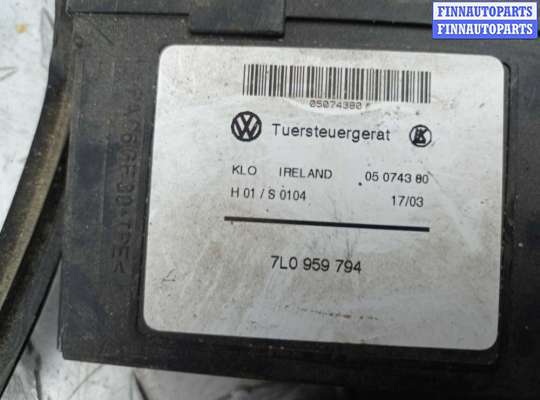 FINNAUTOPARTS
FINNAUTOPARTS
05074380
Tuersteuergerat
KLO IRELAND 05 0743 80
H 01 / S 0104 17/03
7L0 959 794